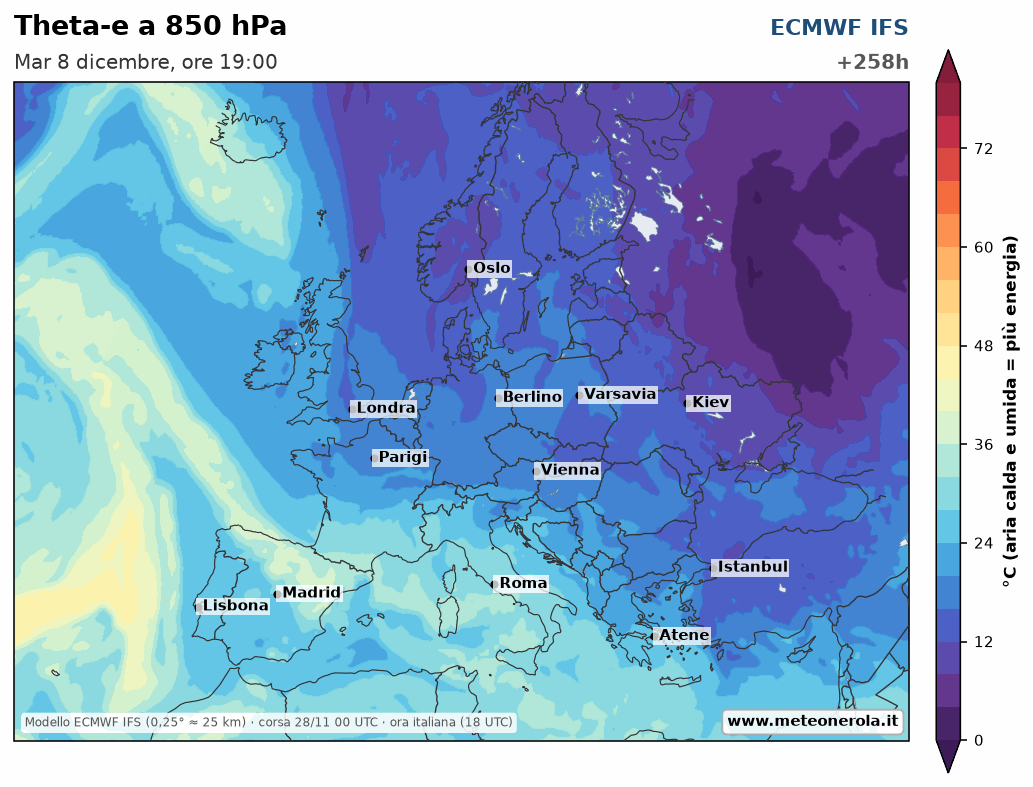 Theta-e a 850 hPa
ECMWF IFS
Mar 8 dicembre, ore 19:00
+258h
72
60
48
36
24
12
0
°C (aria calda e umida = più energia)
Oslo
Londra
Berlino
Varsavia
Kiev
Parigi
Vienna
Istanbul
Roma
Madrid
Lisbona
Atene
Modello ECMWF IFS (0,25° ≈ 25 km) · corsa 28/11 00 UTC · ora italiana (18 UTC)
www.meteonerola.it